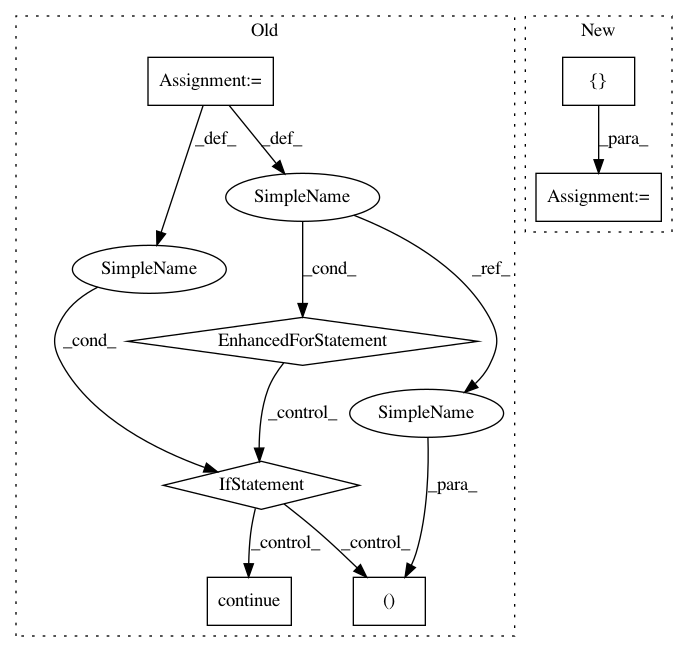 Old
New
Assignment:=
{}
_def_
_def_
_para_
SimpleName
Assignment:=
SimpleName
_cond_
_ref_
_cond_
EnhancedForStatement
SimpleName
_control_
_para_
IfStatement
_control_
_control_
continue
()